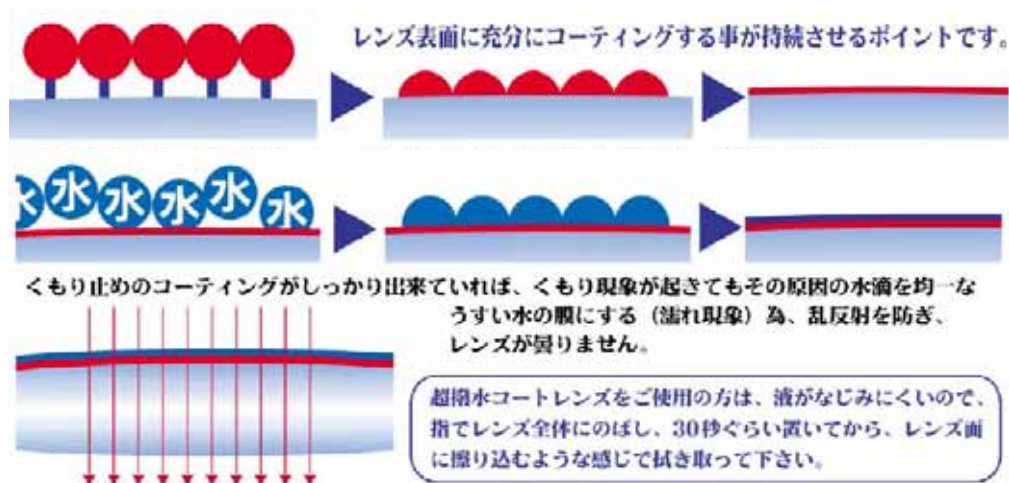 レンズ表面に充分にコーティングする事が持続させるポイントです。
水 水 水 水 水 水
くもり止めのコーティングがしっかり出来ていれば、くもり現象が起きてもその原因の水滴を均一な
うすい水の膜にする（濡れ現象）為、乱反射を防ぎ、
レンズが曇りません。
超撥水コートレンズをご使用の方は、液がなじみにくいので、
指でレンズ全体にのばし、30秒ぐらい置いてから、レンズ面
に擦り込むような感じで拭き取って下さい。